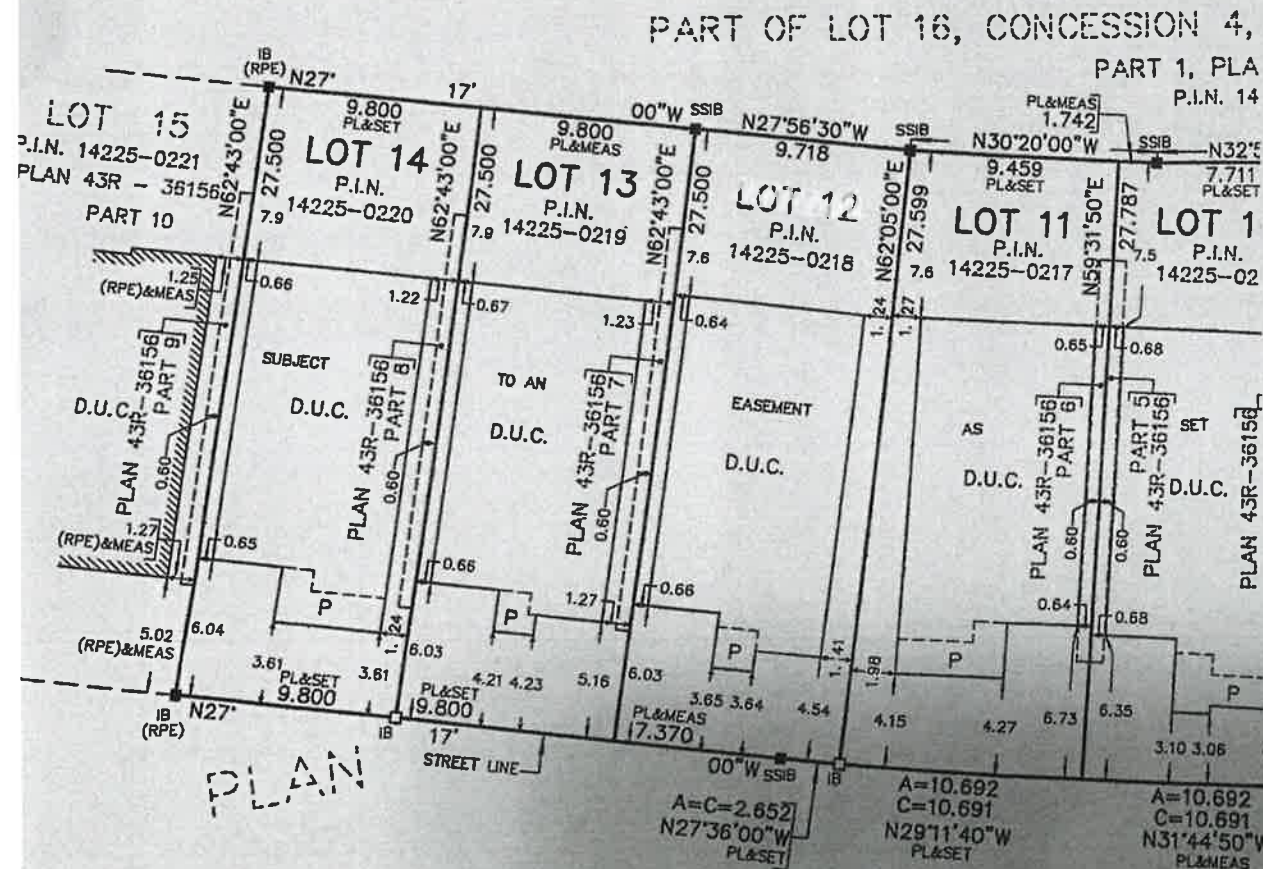 PART OF LOT 16, CONCESSION 4,
PART 1, PLA
P.I.N. 14
IB
(RPE)
N27°
17'
00"W
SSIB
N27°56'30"W
SSIB
N30°20'00"W
SSIB
PL&MEAS
1.742
9.800
PL&SET
9.800
PL&MEAS
9.718
9.459
PL&SET
7.711
PL&SET
LOT 15
P.I.N. 14225-0221
PLAN 43R - 36156
PART 10
N62°43'00"E
27.500
7.9
LOT 14
P.I.N.
14225-0220
N62°43'00"E
27.500
7.9
LOT 13
P.I.N.
14225-0219
N62°43'00"E
27.500
7.6
LOT 12
P.I.N.
14225-0218
N62°05'00"E
27.599
7.6
LOT 11
P.I.N.
14225-0217
N59°31'50"E
27.787
7.5
LOT 1
P.I.N.
14225-02
1.25
(RPE)&MEAS
0.66
1.22
0.67
1.23
0.64
1.24
1.27
0.65
0.68
SUBJECT
TO AN
EASEMENT
AS
SET
D.U.C.
D.U.C.
D.U.C.
D.U.C.
D.U.C.
D.U.C.
PLAN 43R-36156
PART 9
0.60
PLAN 43R-36156
PART 8
0.60
PLAN 43R-36156
PART 7
0.60
PLAN 43R-36156
PART 6
0.60
PART 5
PLAN 43R-36156
0.60
PLAN 43R-36156
1.27
(RPE)&MEAS
0.65
0.66
1.27
0.66
0.64
0.68
P
P
P
P
P
5.02
(RPE)&MEAS
6.04
3.61
3.61
1.24
6.03
4.21
4.23
5.16
6.03
3.65
3.64
4.54
1.41
1.98
4.15
4.27
6.73
6.35
3.10
3.06
PL&SET
9.800
PL&SET
9.800
PL&MEAS
7.370
IB
(RPE)
N27°
IB
17'
STREET LINE
00"W
SSIB
IB
PLAN
A=C=2.652
N27°36'00"W
PL&SET
A=10.692
C=10.691
N29°11'40"W
PL&SET
A=10.692
C=10.691
N31°44'50"W
PL&MEAS